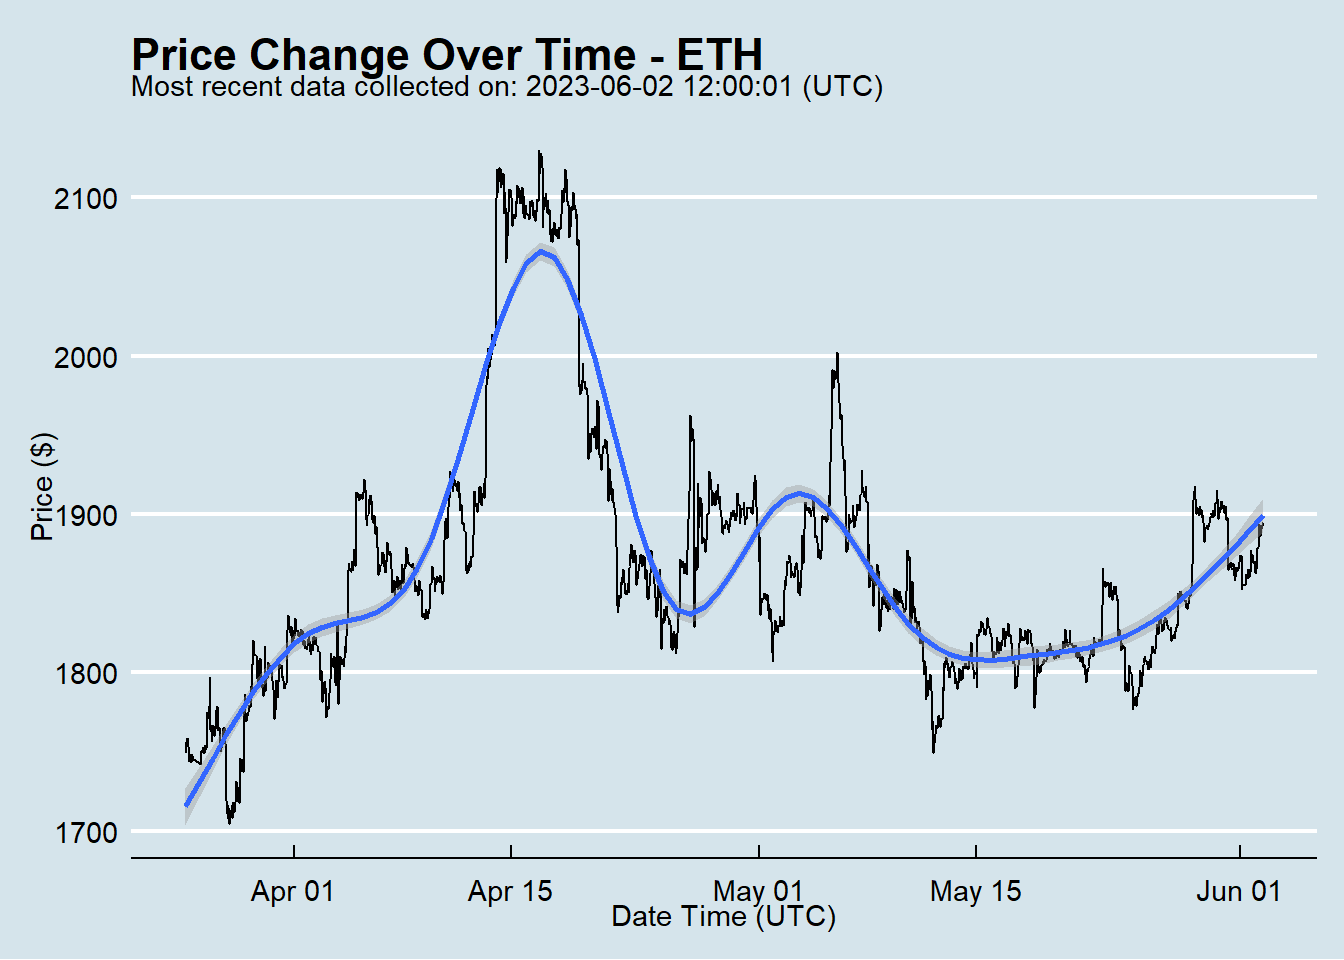 Price Change Over Time - ETH
Most recent data collected on: 2023-06-02 12:00:01 (UTC)
Price ($)
2100
2000
1900
1800
1700
Apr 01
Apr 15
May 01
May 15
Jun 01
Date Time (UTC)